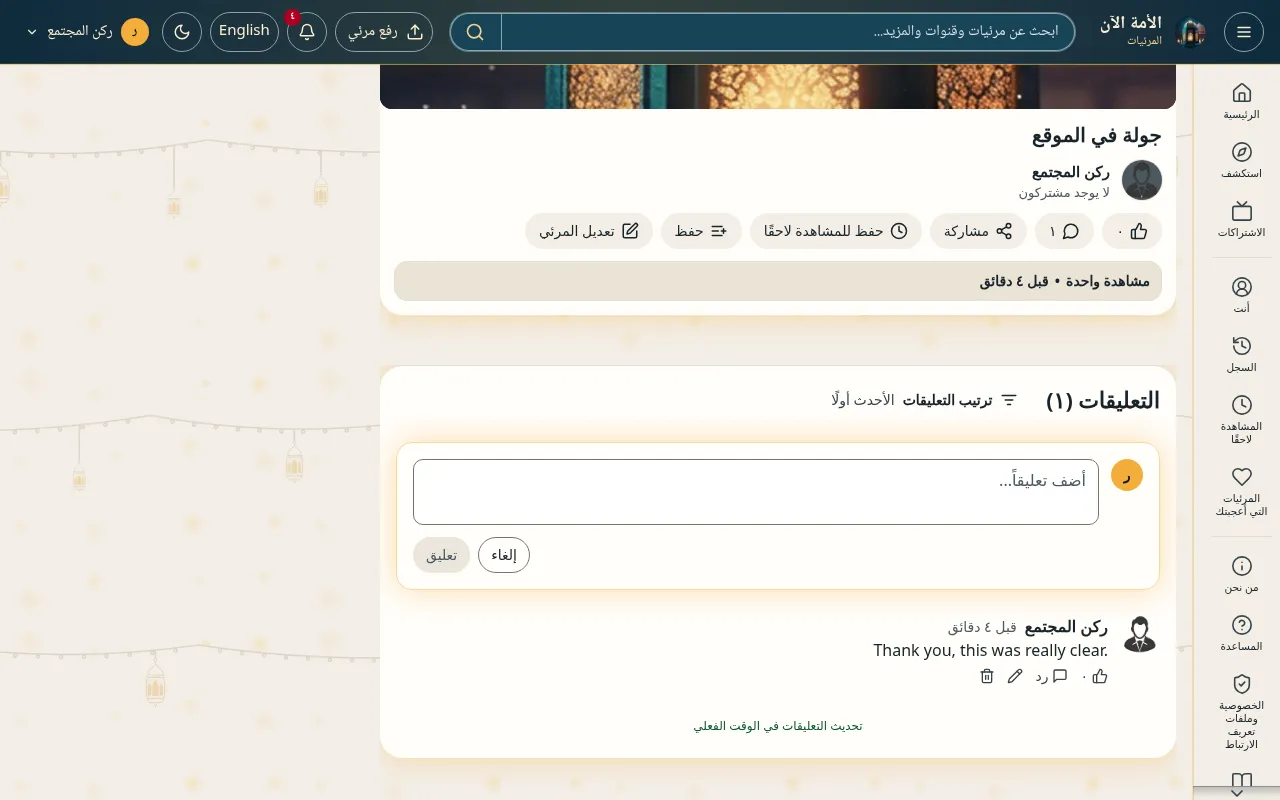 الأمة الآن
المرئيات
ابحث عن مرئيات وقنوات والمزيد...
رفع مرئي
٤
English
ر
ركن المجتمع
الرئيسية
استكشف
الاشتراكات
أنت
السجل
المشاهدة
لاحقًا
المرئيات
التي أعجبتك
من نحن
المساعدة
الخصوصية
وملفات
تعريف
الارتباط
جولة في الموقع
ركن المجتمع
لا يوجد مشتركون
٠
١
مشاركة
حفظ للمشاهدة لاحقًا
حفظ
تعديل المرئي
مشاهدة واحدة • قبل ٤ دقائق
التعليقات (١)
ترتيب التعليقات الأحدث أولًا
ر
أضف تعليقاً...
إلغاء
تعليق
ركن المجتمع قبل ٤ دقائق
Thank you, this was really clear.
٠
رد
تحديث التعليقات في الوقت الفعلي